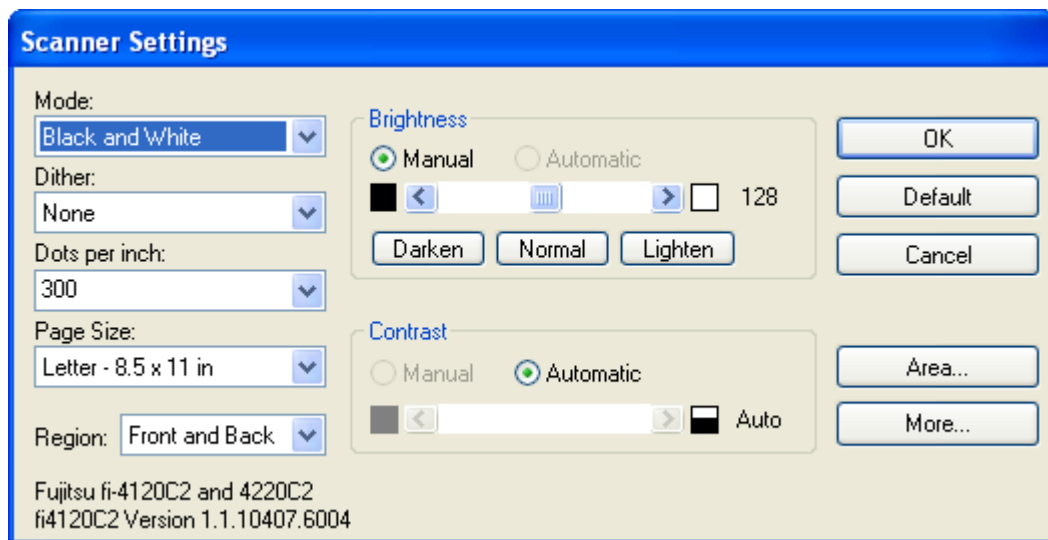 Scanner Settings
Mode:
Black and White
Dither:
None
Dots per inch:
300
Page Size:
Letter - 8.5 x 11 in
Region: Front and Back
Fujitsu fi-4120C2 and 4220C2
fi4120C2 Version 1.1.10407.6004
Brightness
Manual Automatic
128
Darken Normal Lighten
Contrast
Manual Automatic
Auto
OK
Default
Cancel
Area...
More...